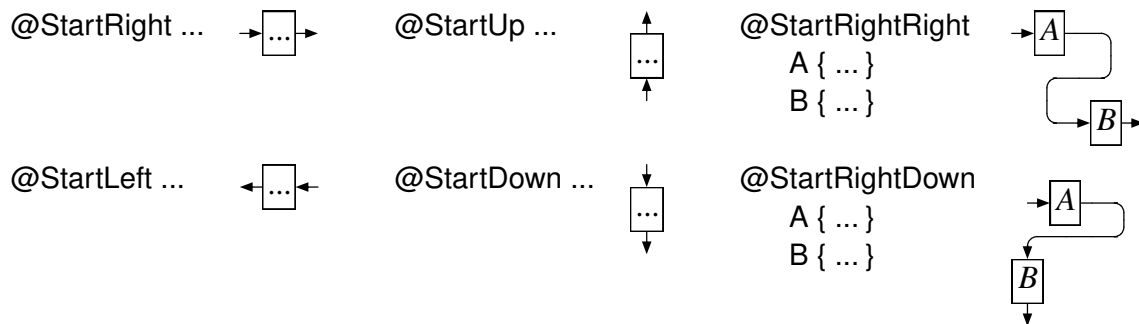 @StartRight ... ... @StartUp ... ... @StartRightRight A
A { ... }
B { ... } B
@StartLeft ... ... @StartDown ... ... @StartRightDown A
A { ... }
B { ... } B